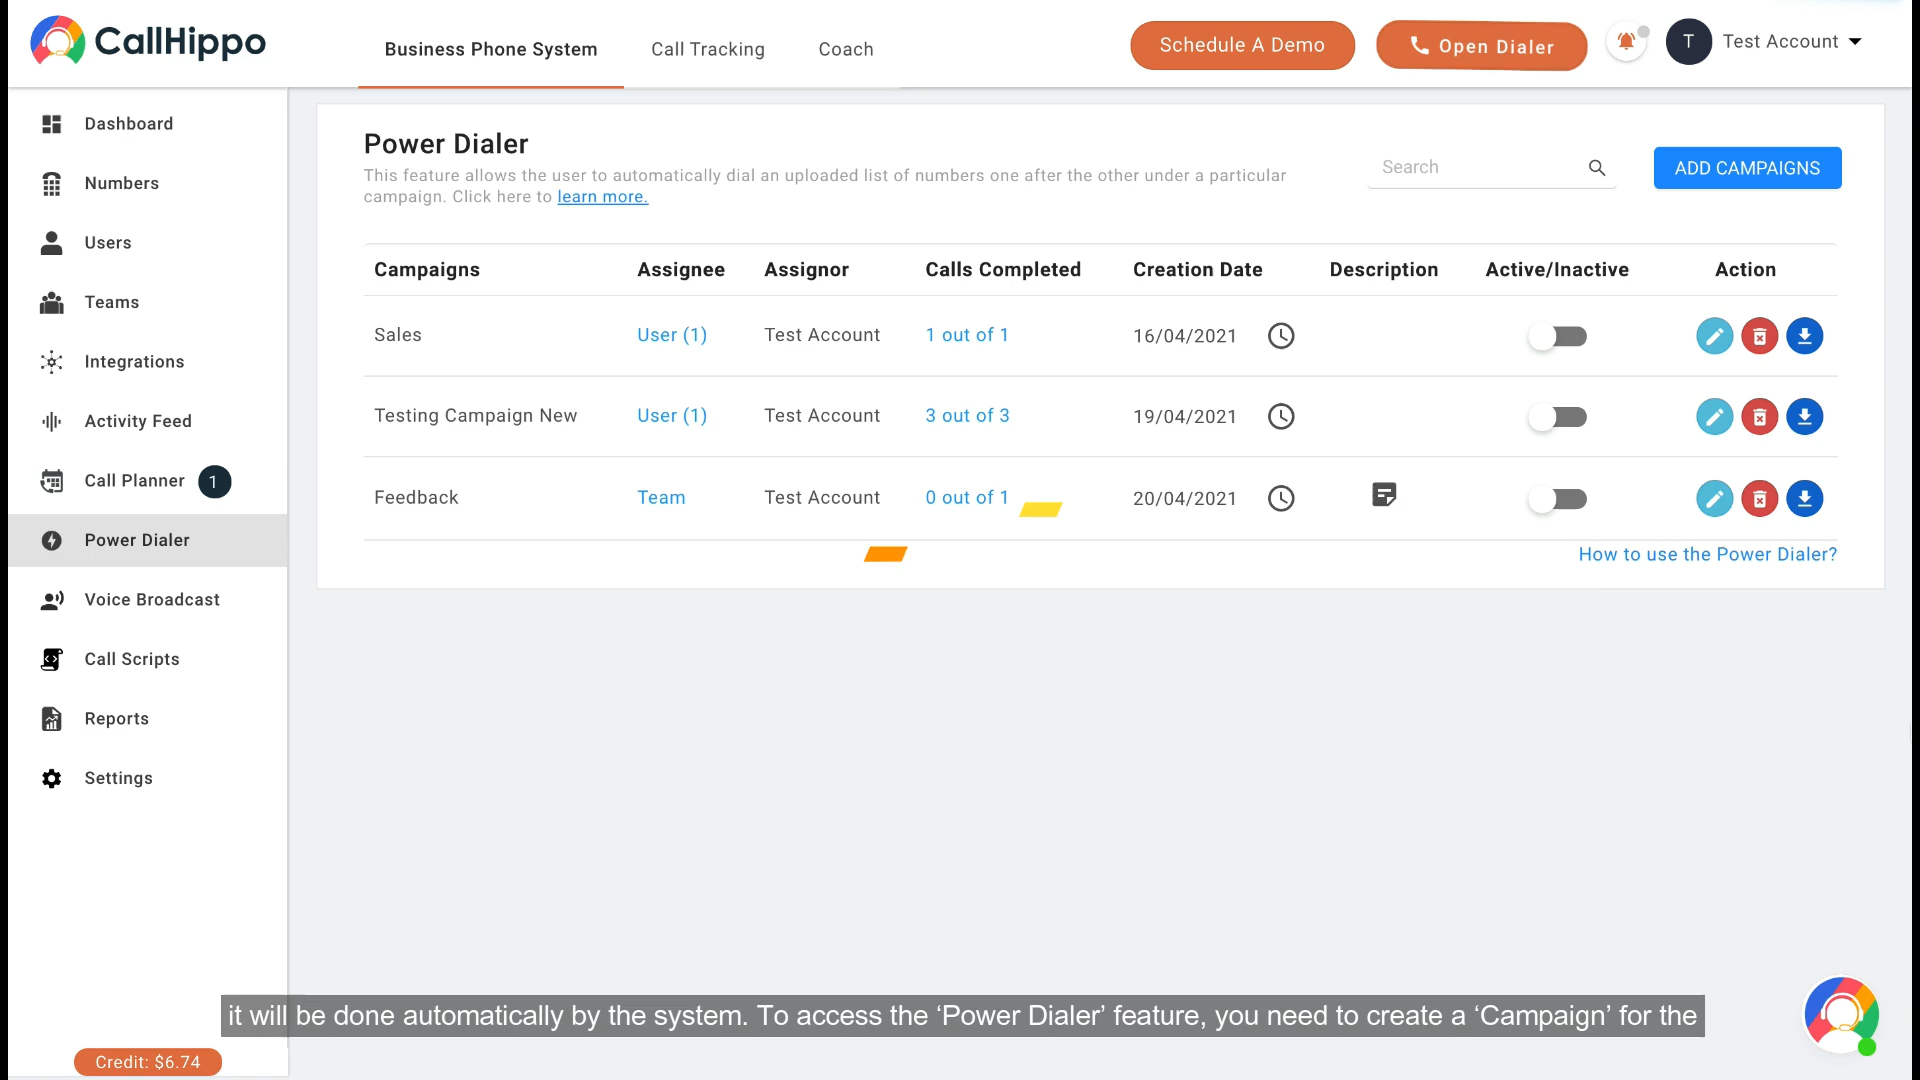 CallHippo
Business Phone System
Call Tracking
Coach
Schedule A Demo
Open Dialer
T
Test Account
Dashboard
Numbers
Users
Teams
Integrations
Activity Feed
Call Planner 1
Power Dialer
Voice Broadcast
Call Scripts
Reports
Settings
Credit: $6.74
Power Dialer
This feature allows the user to automatically dial an uploaded list of numbers one after the other under a particular
campaign. Click here to learn more.
Search
ADD CAMPAIGNS
Campaigns Assignee Assignor Calls Completed Creation Date Description Active/Inactive Action
Sales User (1) Test Account 1 out of 1 16/04/2021
Testing Campaign New User (1) Test Account 3 out of 3 19/04/2021
Feedback Team Test Account 0 out of 1 20/04/2021
How to use the Power Dialer?
it will be done automatically by the system. To access the ‘Power Dialer’ feature, you need to create a ‘Campaign’ for the